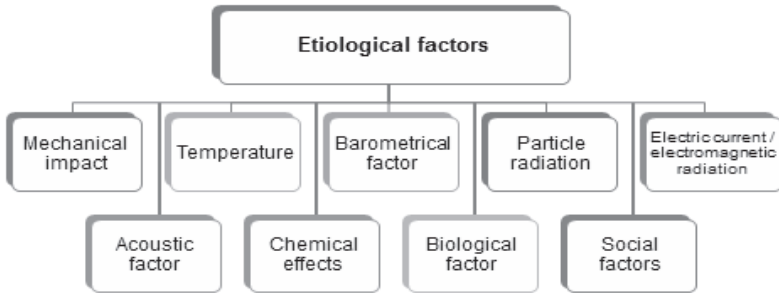 Etiological factors
Mechanical
impact
Temperature
Barometrical
factor
Particle
radiation
Electric current /
electromagnetic
radiation
Acoustic
factor
Chemical
effects
Biological
factor
Social
factors